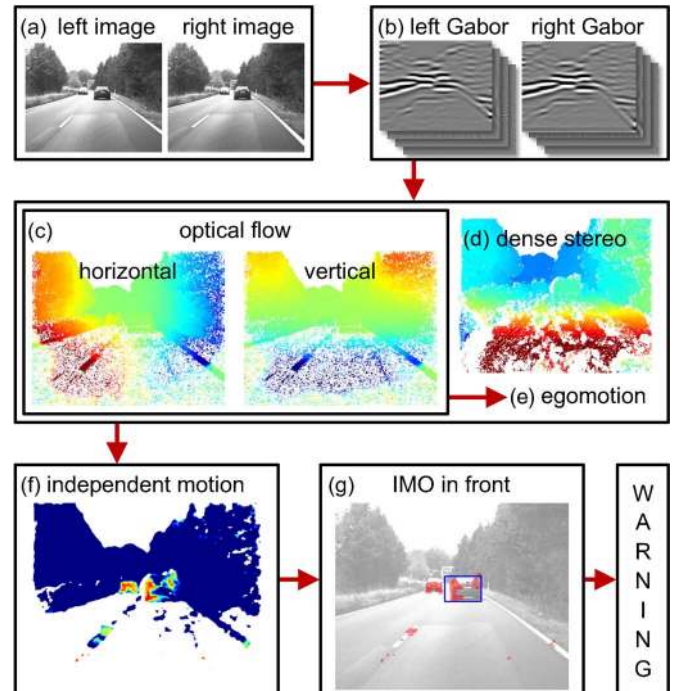 (a) left image right image
(b) left Gabor right Gabor
(c) optical flow
horizontal vertical
(d) dense stereo
(e) egomotion
(f) independent motion
(g) IMO in front
W
A
R
N
I
N
G